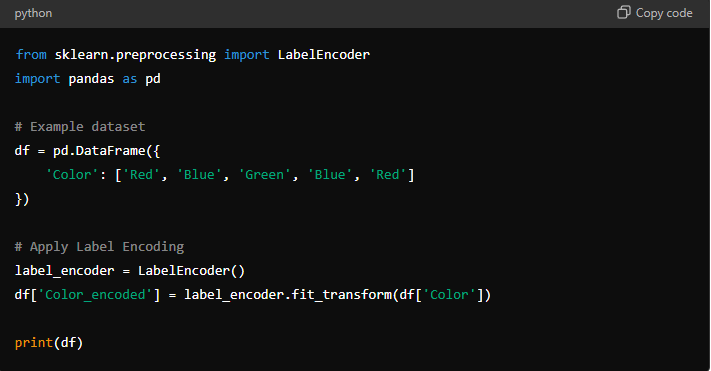 python
Copy code
from sklearn.preprocessing import LabelEncoder
import pandas as pd
# Example dataset
df = pd.DataFrame({
    'Color': ['Red', 'Blue', 'Green', 'Blue', 'Red']
})
# Apply Label Encoding
label_encoder = LabelEncoder()
df['Color_encoded'] = label_encoder.fit_transform(df['Color'])
print(df)